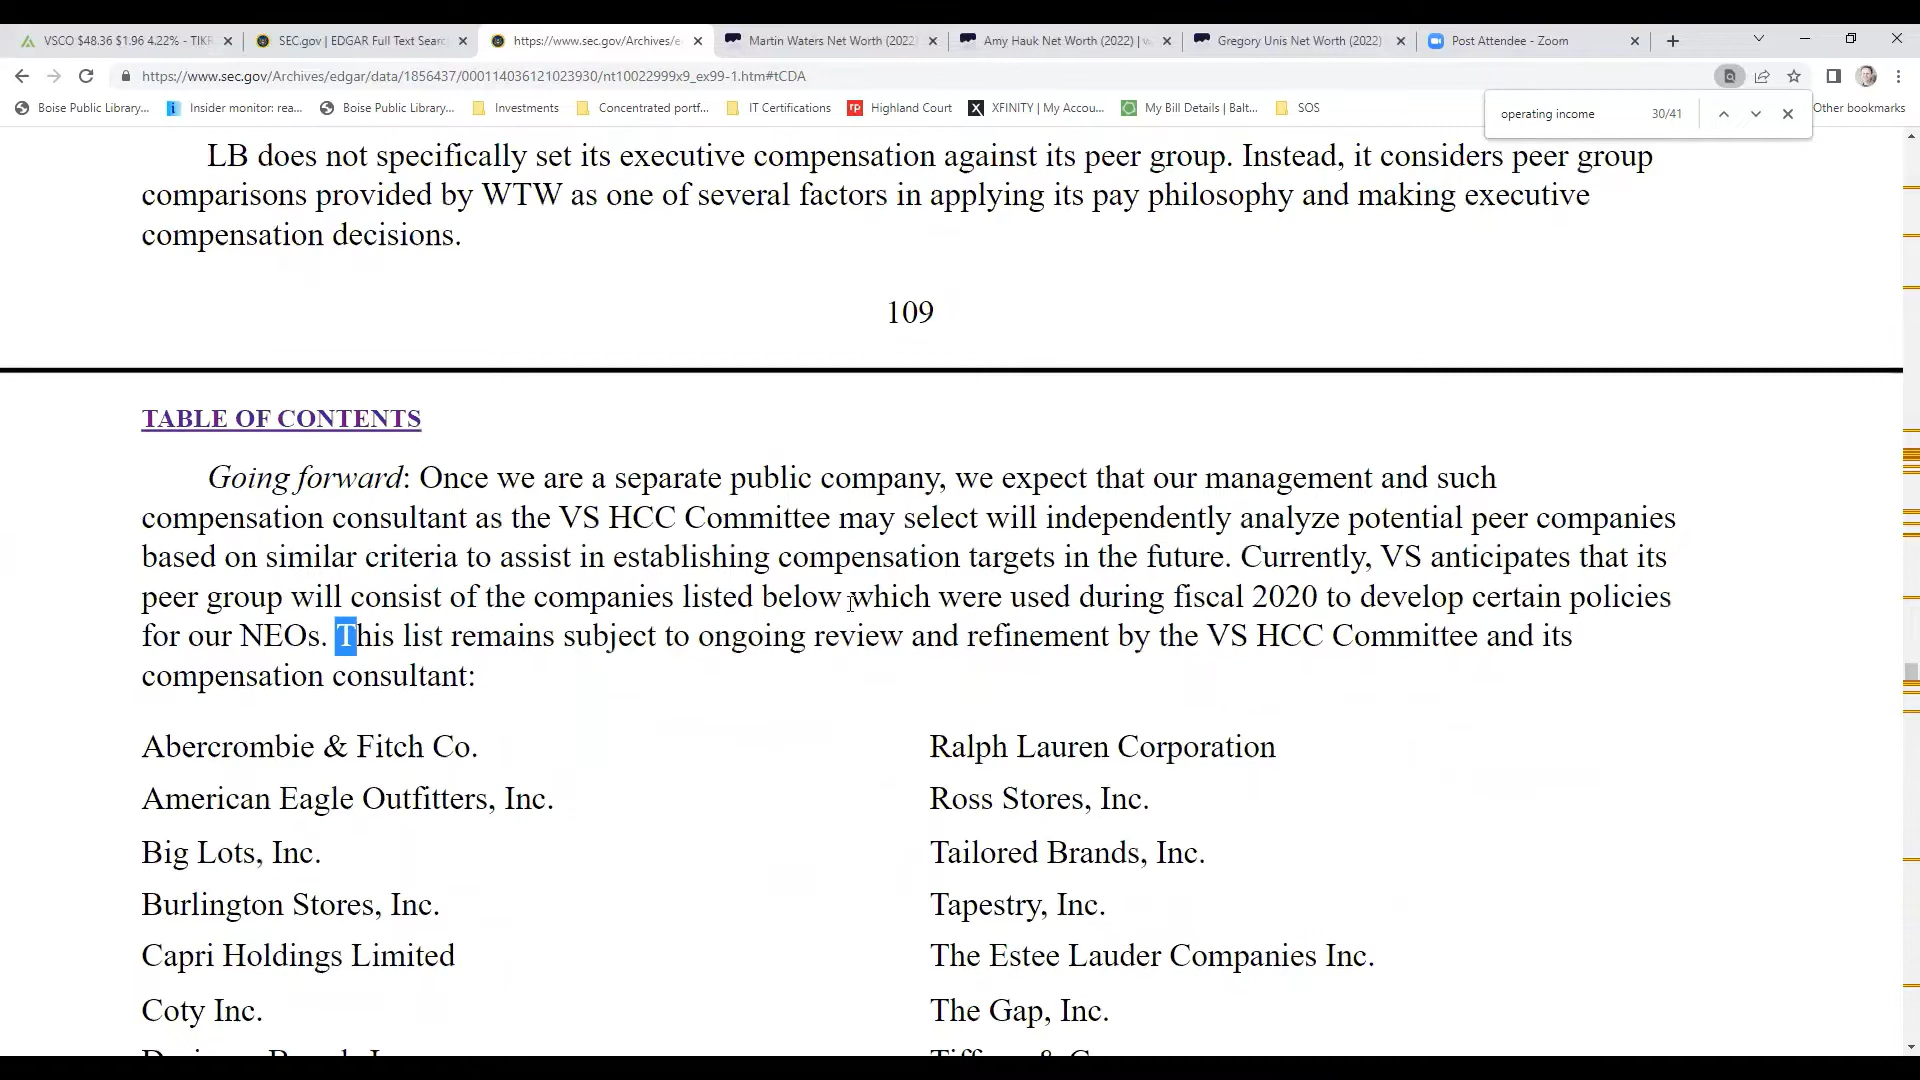 VSCO $48.36 $1.96 4.22% - TIKR
SEC.gov | EDGAR Full Text Searc
https://www.sec.gov/Archives/e
Martin Waters Net Worth (2022)
Amy Hauk Net Worth (2022) |
Gregory Unis Net Worth (2022)
Post Attendee - Zoom
https://www.sec.gov/Archives/edgar/data/1856437/000114036121023930/nt10022999x9_ex99-1.htm#tCDA
Boise Public Library...
Insider monitor: rea...
Boise Public Library...
Investments
Concentrated portf...
IT Certifications
rp Highland Court
XFINITY | My Accou...
My Bill Details | Balt...
SOS
Other bookmarks
operating income 30/41
LB does not specifically set its executive compensation against its peer group. Instead, it considers peer group
comparisons provided by WTW as one of several factors in applying its pay philosophy and making executive
compensation decisions.
109
TABLE OF CONTENTS
Going forward: Once we are a separate public company, we expect that our management and such
compensation consultant as the VS HCC Committee may select will independently analyze potential peer companies
based on similar criteria to assist in establishing compensation targets in the future. Currently, VS anticipates that its
peer group will consist of the companies listed below which were used during fiscal 2020 to develop certain policies
for our NEOs. This list remains subject to ongoing review and refinement by the VS HCC Committee and its
compensation consultant:
Abercrombie & Fitch Co.
Ralph Lauren Corporation
American Eagle Outfitters, Inc.
Ross Stores, Inc.
Big Lots, Inc.
Tailored Brands, Inc.
Burlington Stores, Inc.
Tapestry, Inc.
Capri Holdings Limited
The Estee Lauder Companies Inc.
Coty Inc.
The Gap, Inc.